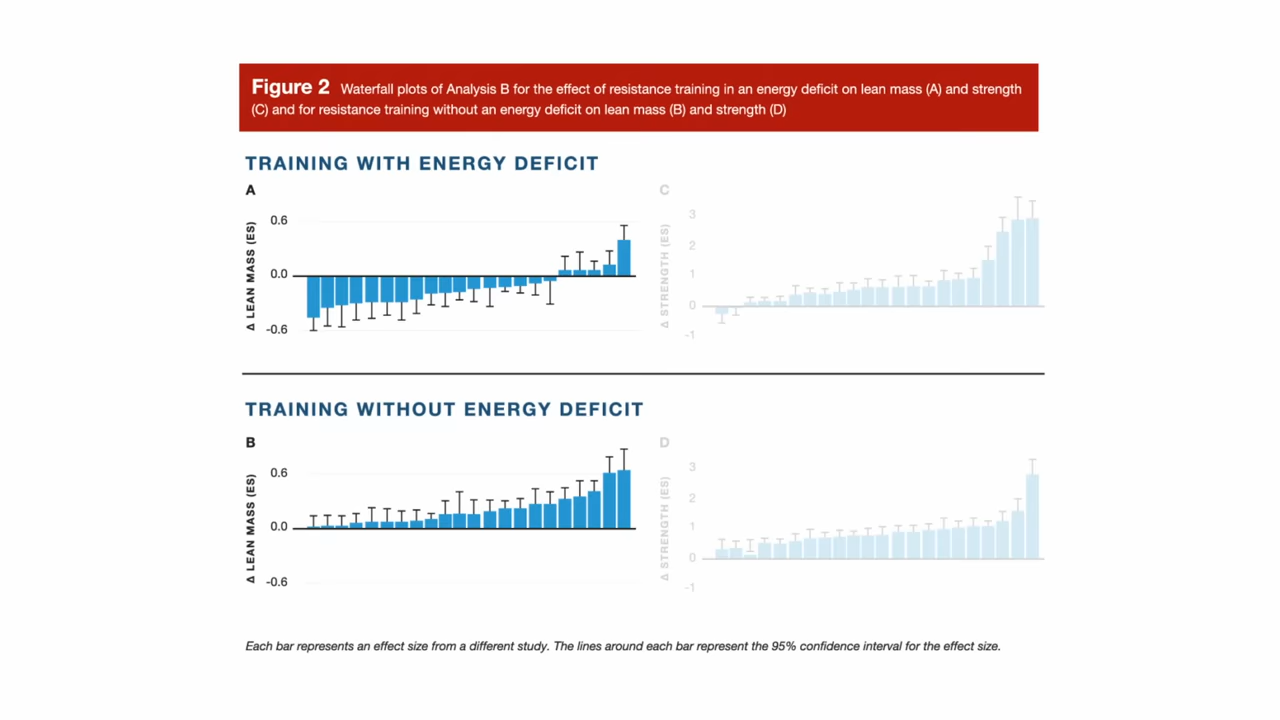 Figure 2 Waterfall plots of Analysis B for the effect of resistance training in an energy deficit on lean mass (A) and strength
(C) and for resistance training without an energy deficit on lean mass (B) and strength (D)
TRAINING WITH ENERGY DEFICIT
A
Δ LEAN MASS (ES)
0.6
0.0
-0.6
C
Δ STRENGTH (ES)
3
2
1
0
-1
TRAINING WITHOUT ENERGY DEFICIT
B
Δ LEAN MASS (ES)
0.6
0.0
-0.6
D
Δ STRENGTH (ES)
3
2
1
0
-1
Each bar represents an effect size from a different study. The lines around each bar represent the 95% confidence interval for the effect size.